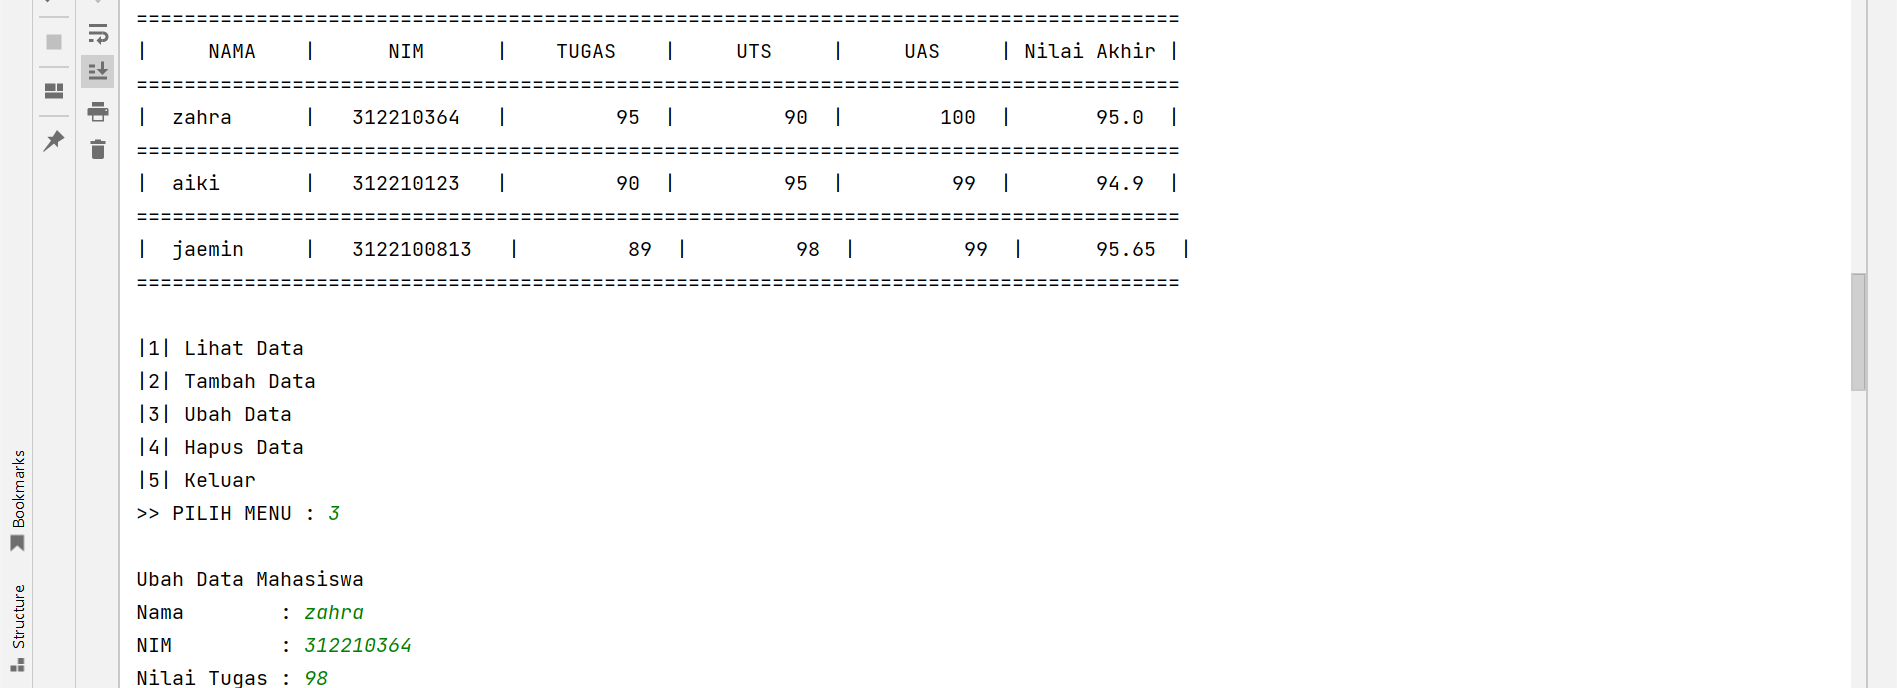 =======================================================================================
|     NAMA    |      NIM      |    TUGAS    |     UTS     |     UAS     | Nilai Akhir |
=======================================================================================
|  zahra      |   312210364   |         95  |         90  |        100  |       95.0  |
=======================================================================================
|  aiki       |   312210123   |         90  |         95  |         99  |       94.9  |
=======================================================================================
|  jaemin     |   3122100813   |         89  |         98  |         99  |      95.65  |
=======================================================================================
|1| Lihat Data
|2| Tambah Data
|3| Ubah Data
|4| Hapus Data
|5| Keluar
>> PILIH MENU : 3
Ubah Data Mahasiswa
Nama        : zahra
NIM         : 312210364
Nilai Tugas : 98
Bookmarks
Structure